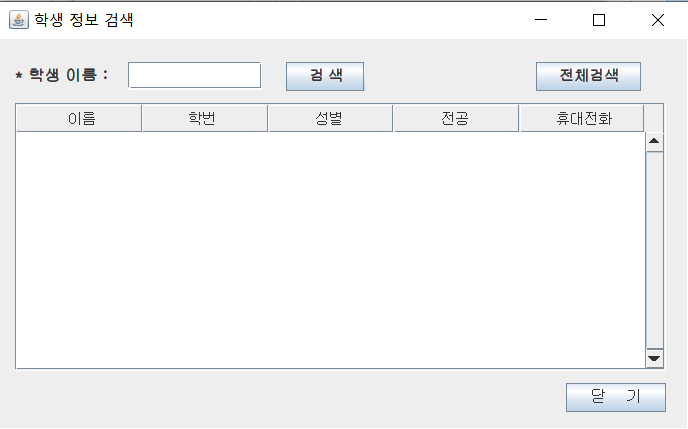 학생 정보 검색
* 학생 이름 : 검 색 전체검색
이름 학번 성별 전공 휴대전화
닫 기